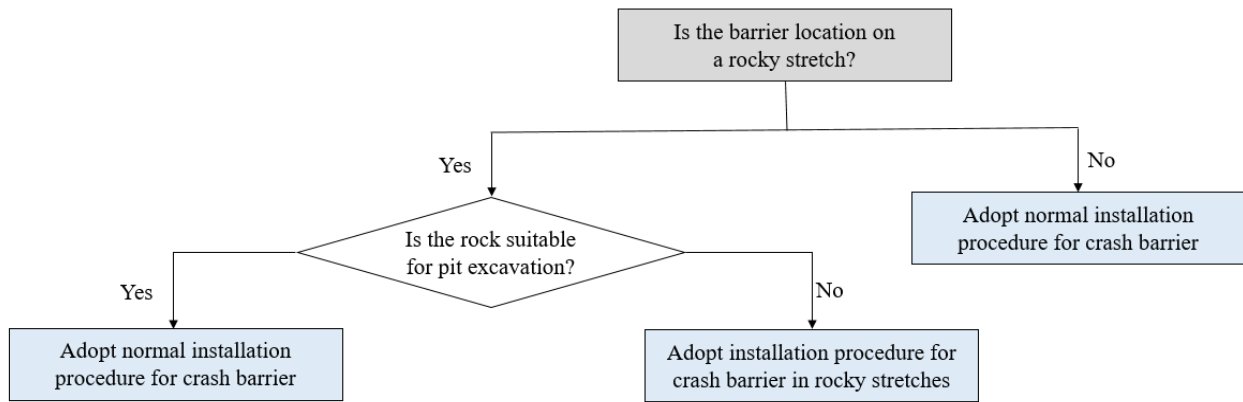 Is the barrier location on
a rocky stretch?
Yes
No
Adopt normal installation
procedure for crash barrier
Is the rock suitable
for pit excavation?
Yes
No
Adopt normal installation
procedure for crash barrier
Adopt installation procedure for
crash barrier in rocky stretches